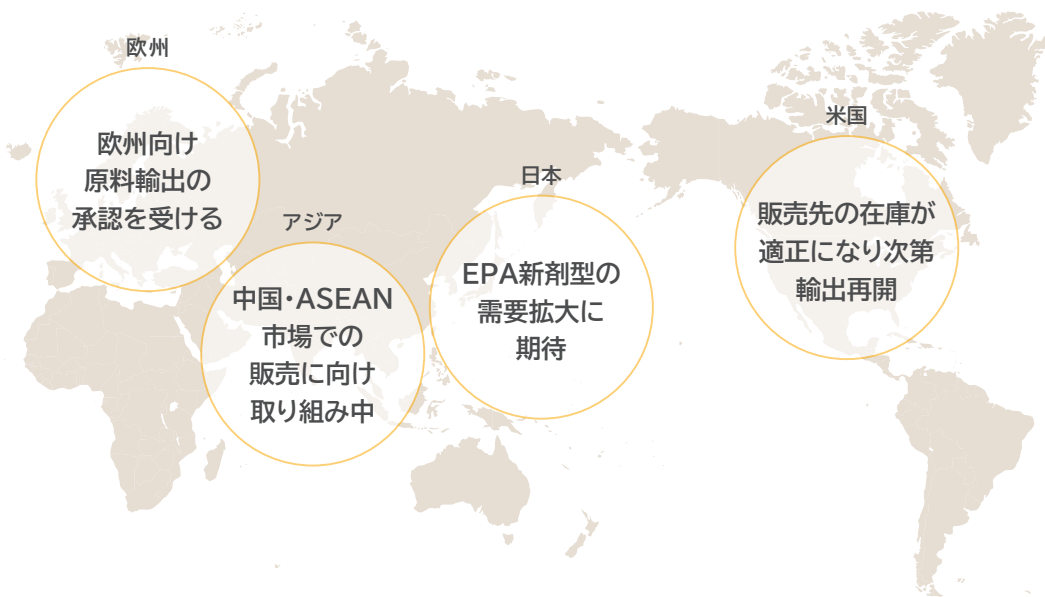 欧州
欧州向け
原料輸出の
承認を受ける
アジア
中国・ASEAN
市場での
販売に向け
取り組み中
日本
EPA新剤型の
需要拡大に
期待
米国
販売先の在庫が
適正になり次第
輸出再開